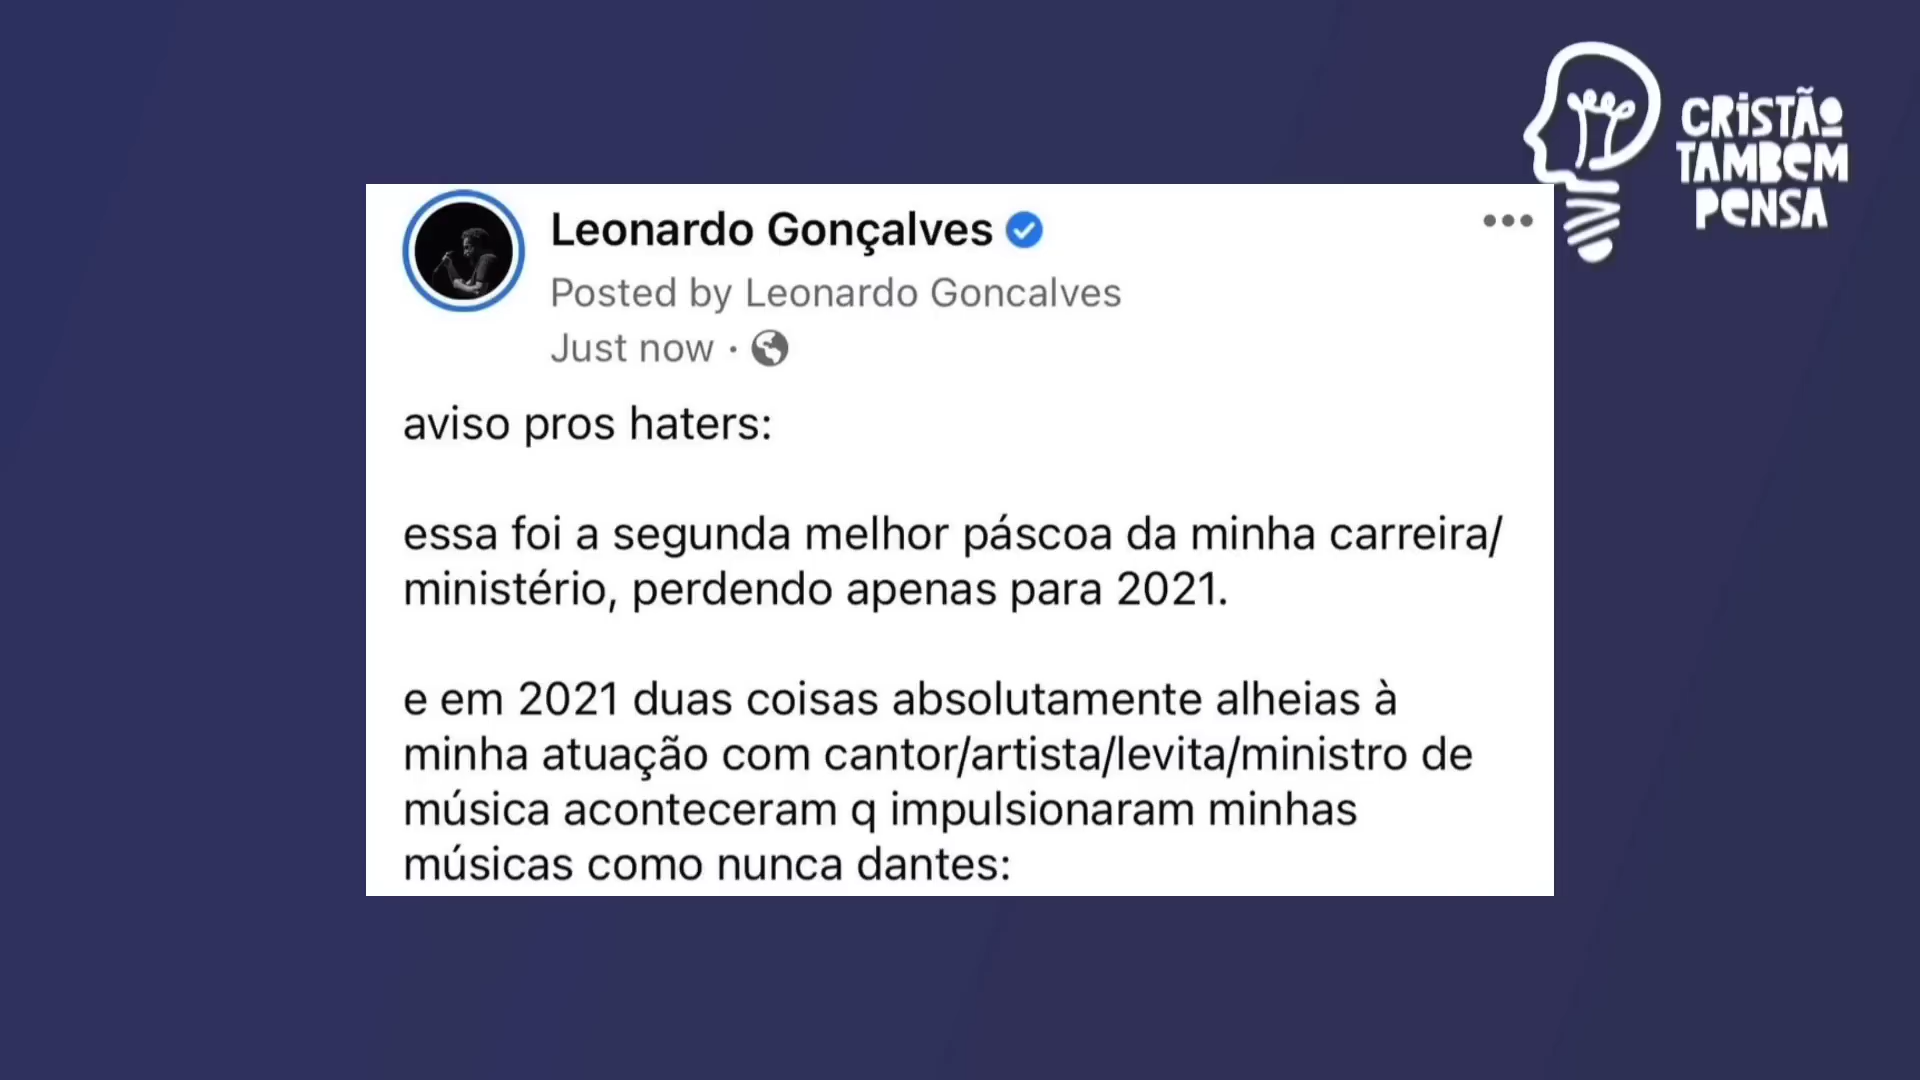 CRISTÃO
TAMBÉM
PENSA
Leonardo Gonçalves
Posted by Leonardo Goncalves
Just now ·
aviso pros haters:
essa foi a segunda melhor páscoa da minha carreira/
ministério, perdendo apenas para 2021.
e em 2021 duas coisas absolutamente alheias à
minha atuação com cantor/artista/levita/ministro de
música aconteceram q impulsionaram minhas
músicas como nunca dantes: